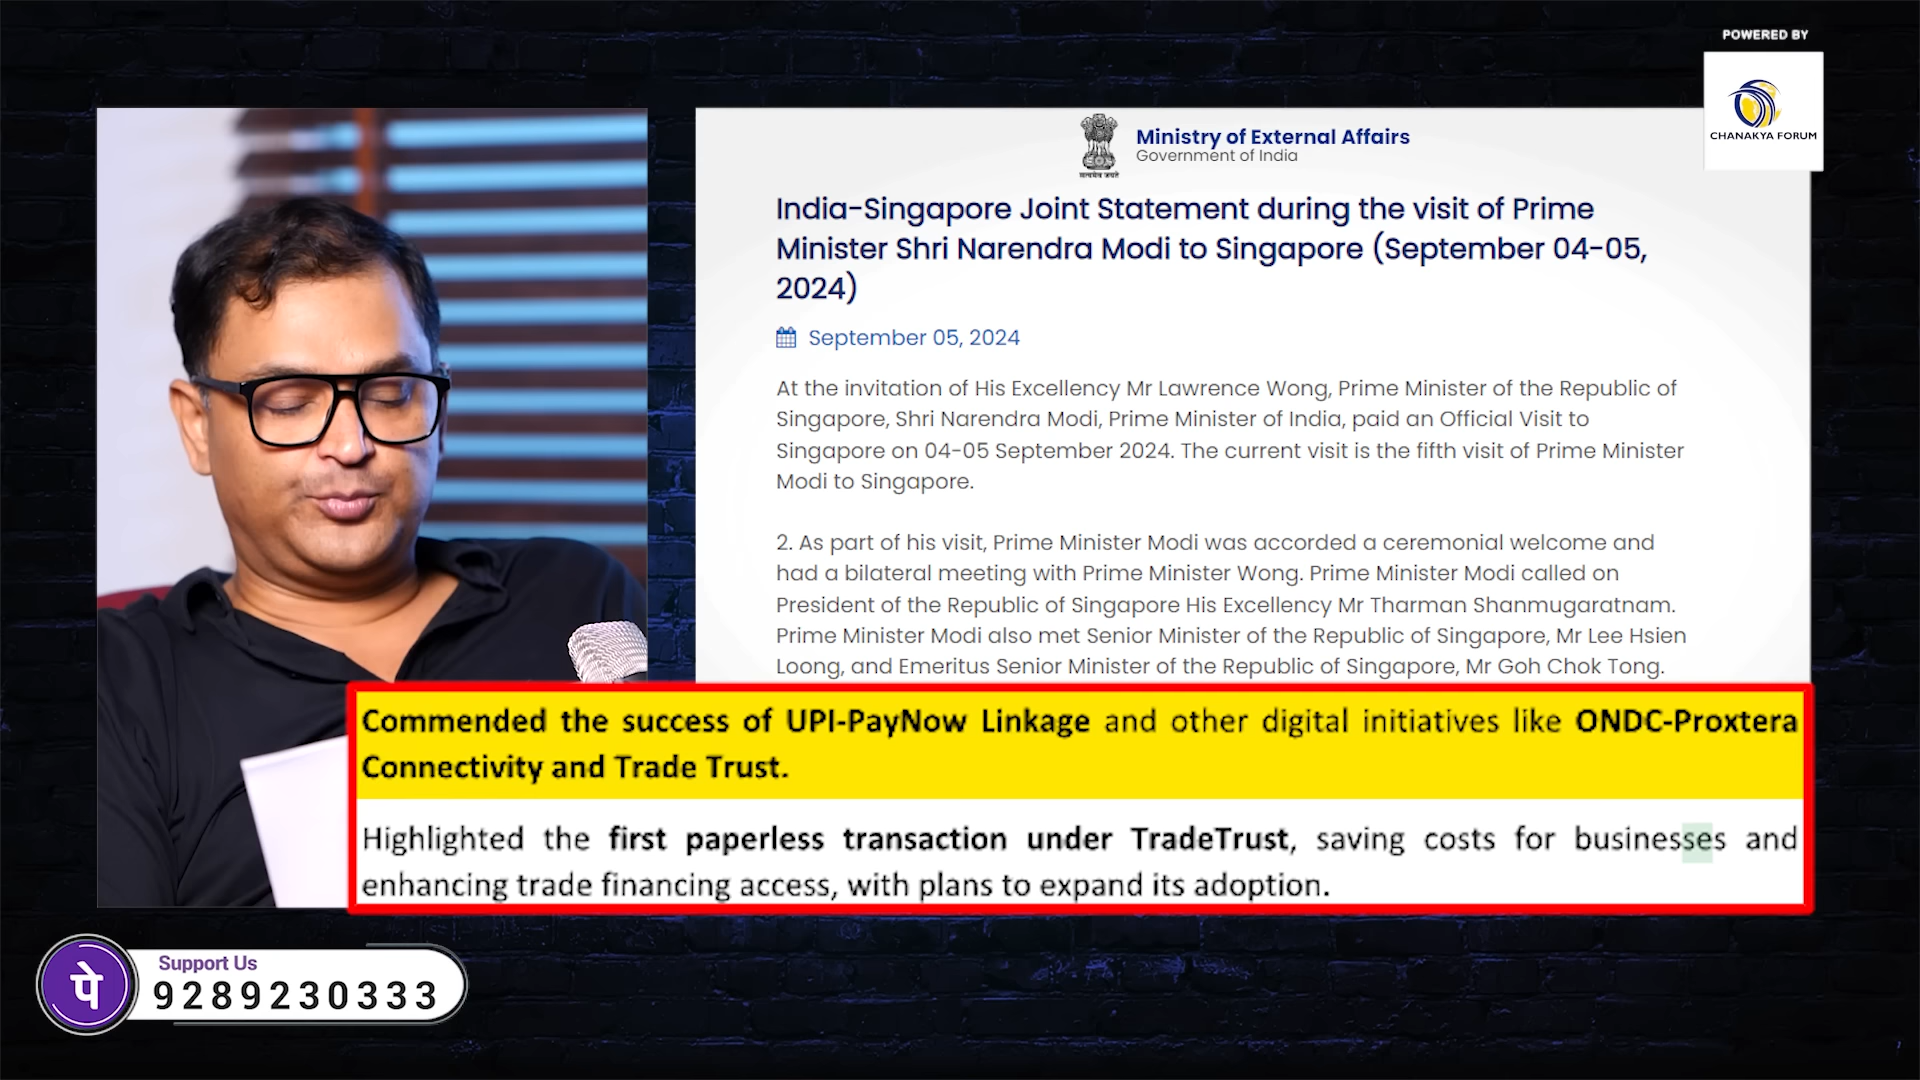 POWERED BY
CHANAKYA FORUM
Ministry of External Affairs
Government of India
सत्यमेव जयते
India-Singapore Joint Statement during the visit of Prime
Minister Shri Narendra Modi to Singapore (September 04-05,
2024)
September 05, 2024
At the invitation of His Excellency Mr Lawrence Wong, Prime Minister of the Republic of
Singapore, Shri Narendra Modi, Prime Minister of India, paid an Official Visit to
Singapore on 04-05 September 2024. The current visit is the fifth visit of Prime Minister
Modi to Singapore.
2. As part of his visit, Prime Minister Modi was accorded a ceremonial welcome and
had a bilateral meeting with Prime Minister Wong. Prime Minister Modi called on
President of the Republic of Singapore His Excellency Mr Tharman Shanmugaratnam.
Prime Minister Modi also met Senior Minister of the Republic of Singapore, Mr Lee Hsien
Loong, and Emeritus Senior Minister of the Republic of Singapore, Mr Goh Chok Tong.
Commended the success of UPI-PayNow Linkage and other digital initiatives like ONDC-Proxtera
Connectivity and Trade Trust.
Highlighted the first paperless transaction under TradeTrust, saving costs for businesses and
enhancing trade financing access, with plans to expand its adoption.
पे
Support Us
9289230333